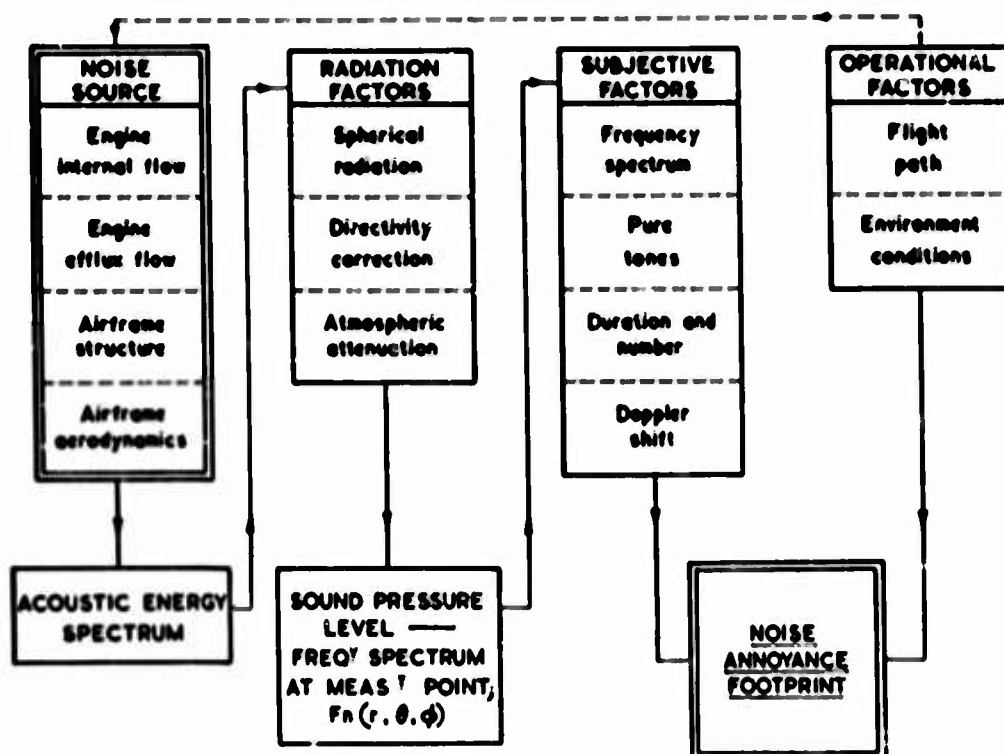 NOISE
SOURCE
Engine
internal flow
Engine
efflux flow
Airframe
structure
Airframe
aerodynamics
ACOUSTIC ENERGY
SPECTRUM
RADIATION
FACTORS
Spherical
radiation
Directivity
correction
Atmospheric
attenuation
SOUND PRESSURE
LEVEL —
FREQY SPECTRUM
AT MEAST POINT,
Fn (r, θ, ϕ)
SUBJECTIVE
FACTORS
Frequency
spectrum
Pure
tones
Duration and
number
Doppler
shift
OPERATIONAL
FACTORS
Flight
path
Environment
conditions
NOISE
ANNOYANCE
FOOTPRINT